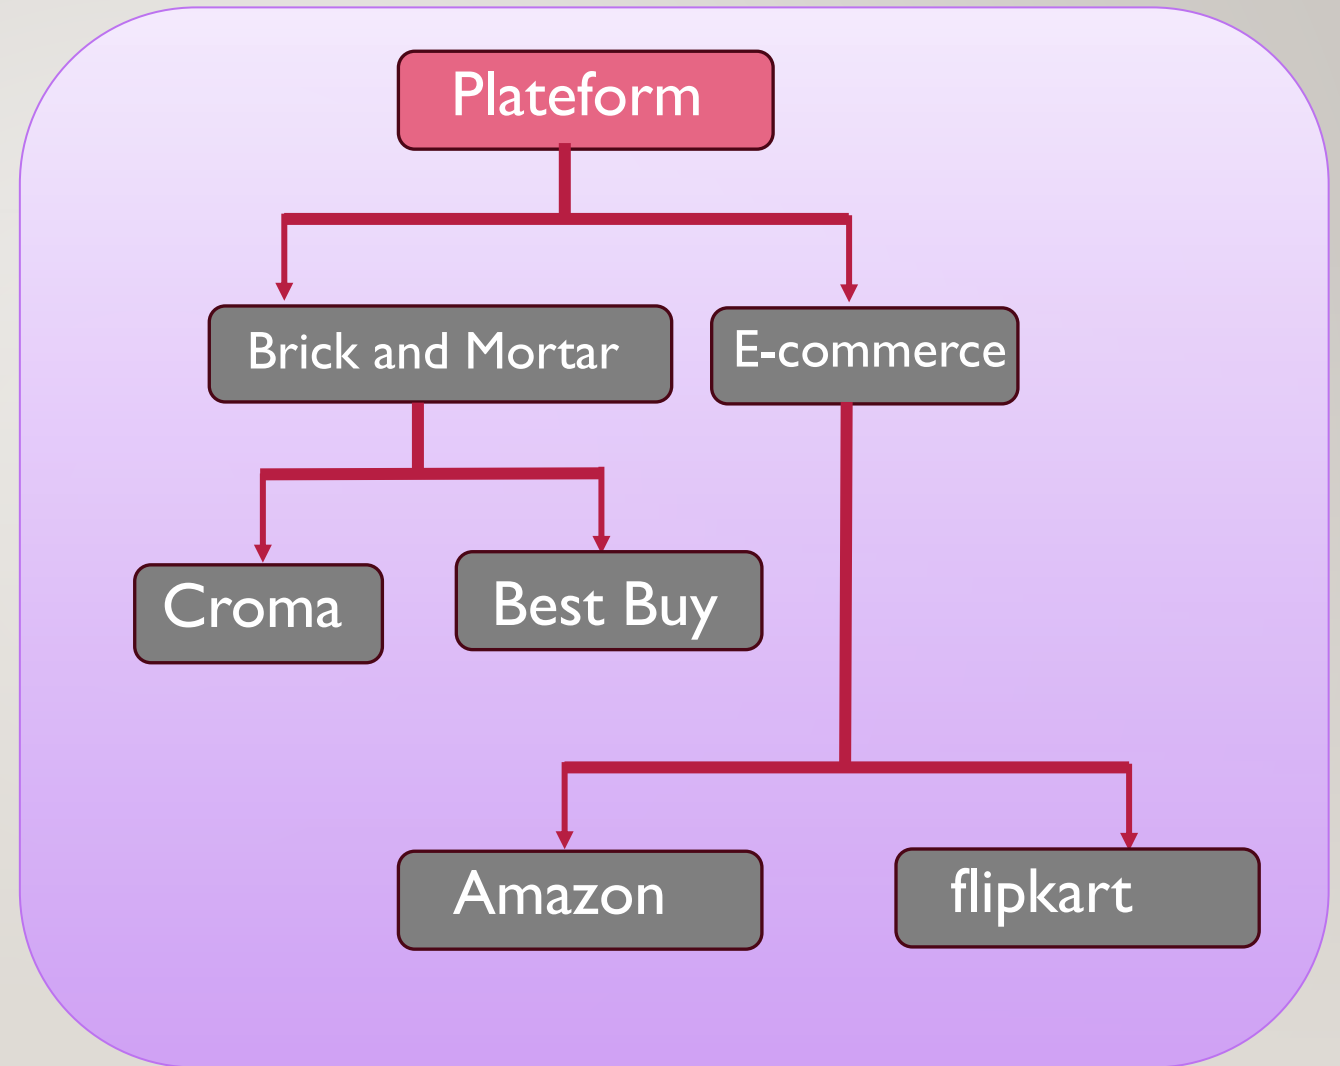 Plateform
Brick and Mortar
E-commerce
Croma
Best Buy
Amazon
flipkart